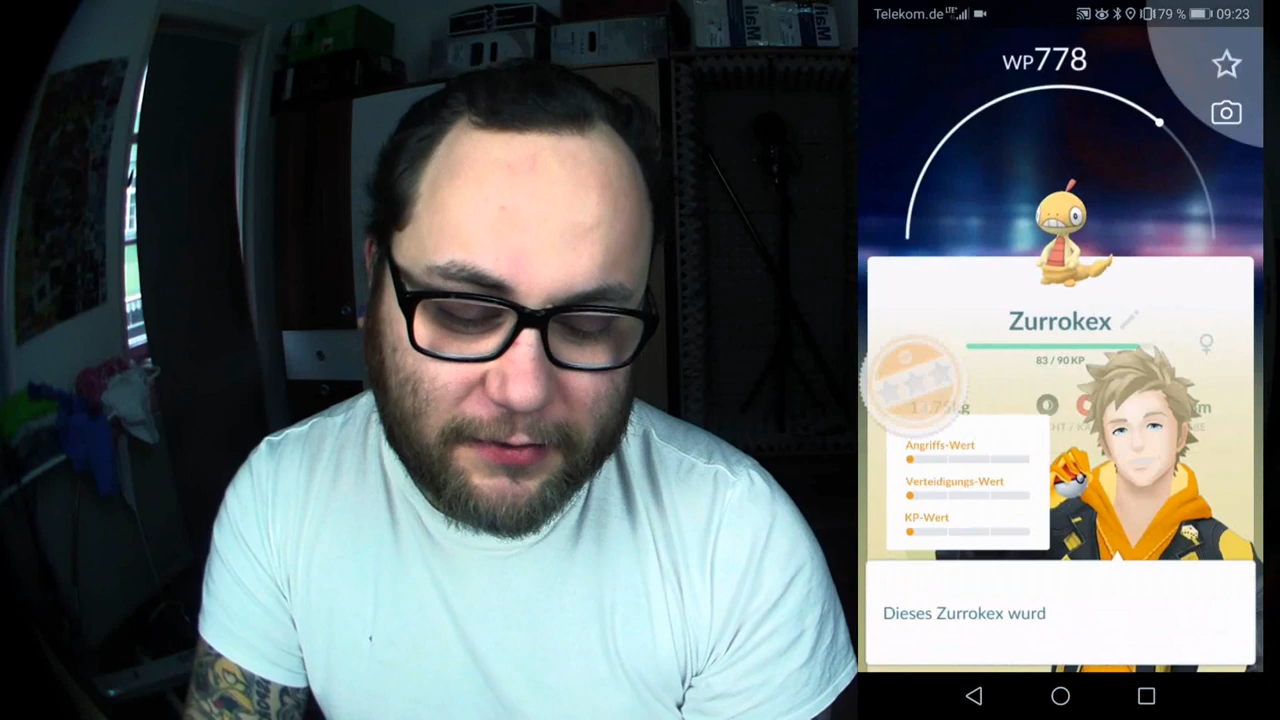 Telekom.de LTE 79 % 09:23
WP778
Zurrokex
83 / 90 KP
Angriffs-Wert
Verteidigungs-Wert
KP-Wert
Dieses Zurrokex wurd